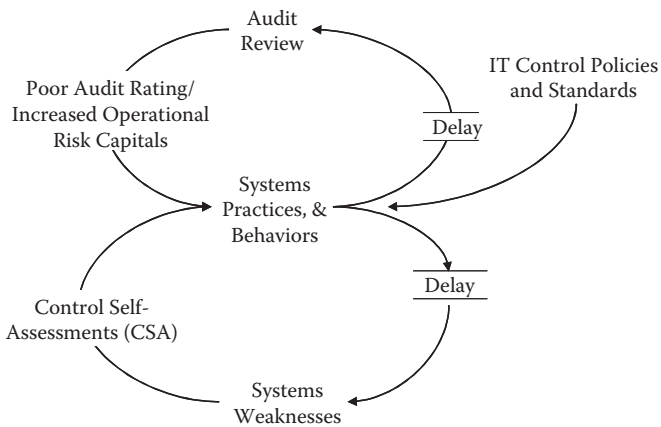 Audit
Review
IT Control Policies
and Standards
Poor Audit Rating/
Increased Operational
Risk Capitals
Delay
Systems
Practices, &
Behaviors
Delay
Control Self-
Assessments (CSA)
Systems
Weaknesses